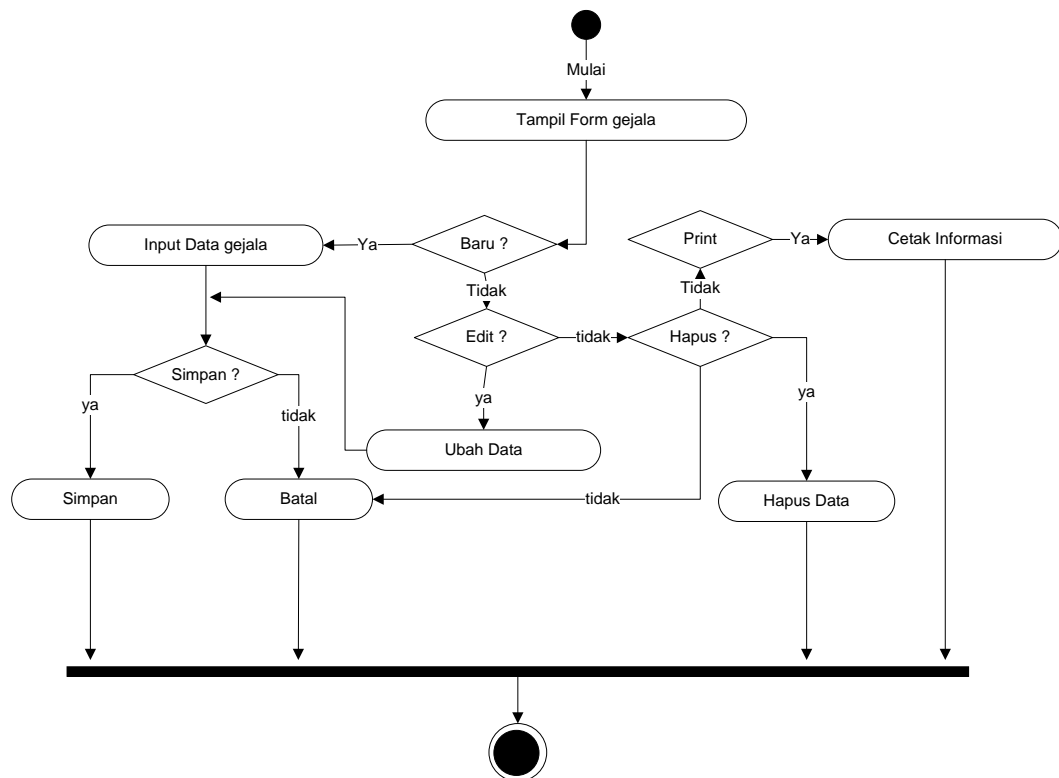 Mulai
Tampil Form gejala
Input Data gejala
Ya
Baru ?
Print
Ya
Cetak Informasi
Tidak
Tidak
Edit ?
tidak
Hapus ?
Simpan ?
ya
tidak
ya
ya
Ubah Data
Simpan
Batal
tidak
Hapus Data